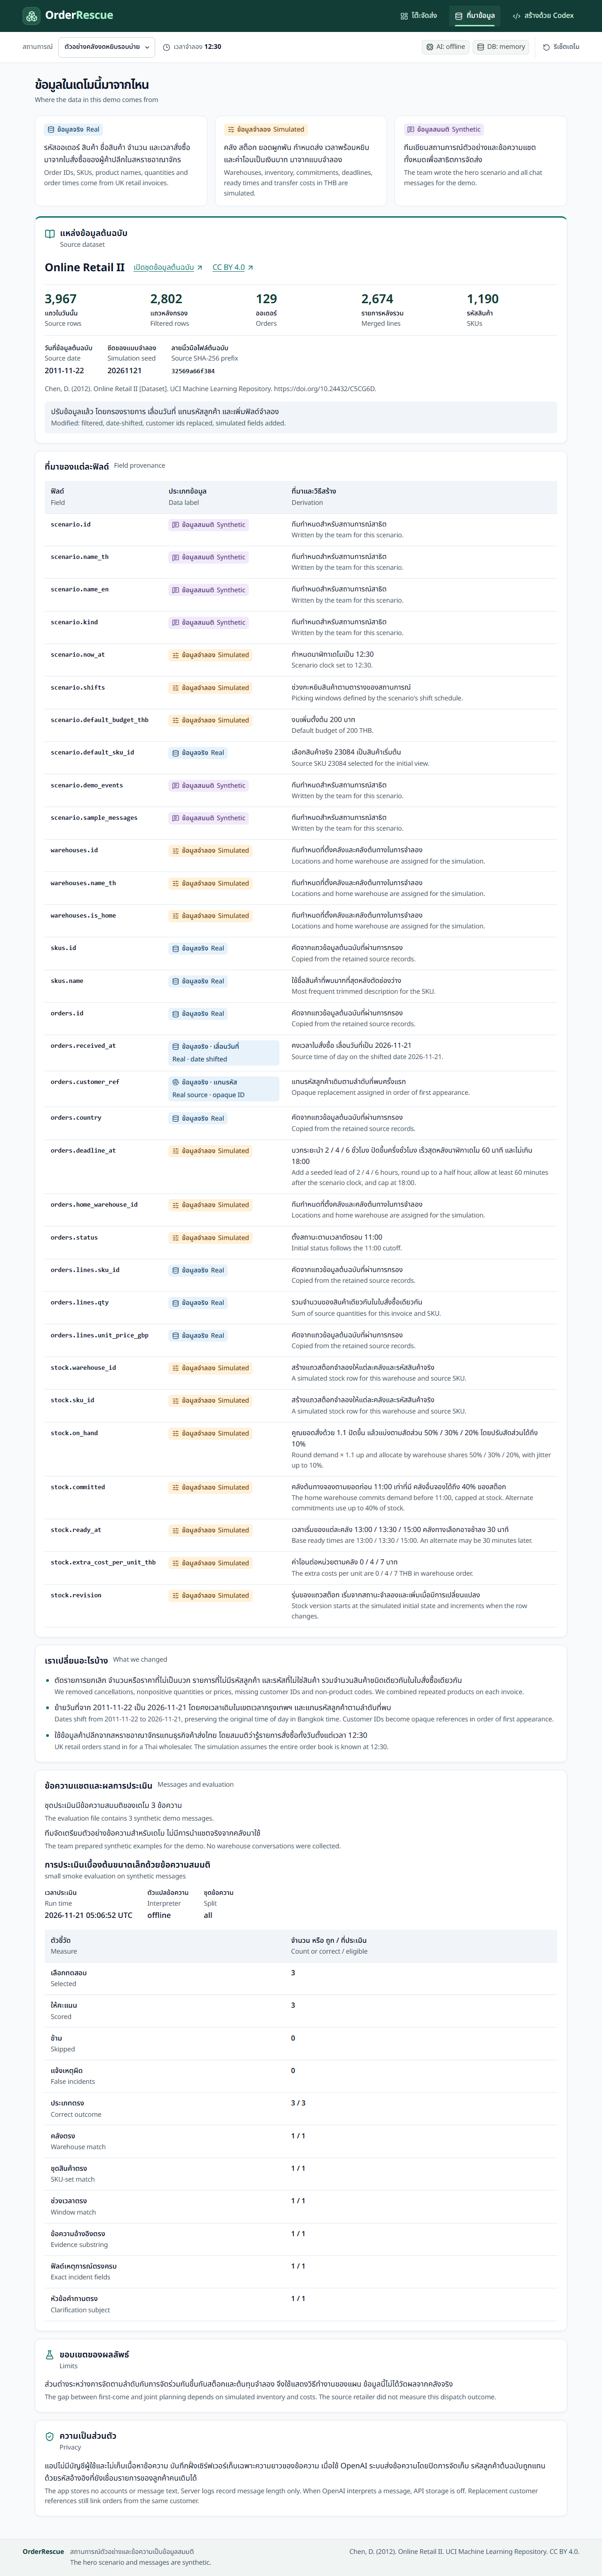 OrderRescue
โต๊ะจัดส่ง
ที่มาข้อมูล
สร้างด้วย Codex
สถานการณ์
ตัวอย่างคลังงดหยิบรอบบ่าย
เวลาจำลอง 12:30
AI: offline
DB: memory
รีเซ็ตเดโม
ข้อมูลในเดโมนี้มาจากไหน
Where the data in this demo comes from
ข้อมูลจริง Real
รหัสออเดอร์ สินค้า ชื่อสินค้า จำนวน และเวลาสั่งซื้อ
มาจากใบสั่งซื้อของผู้ค้าปลีกในสหราชอาณาจักร
Order IDs, SKUs, product names, quantities and
order times come from UK retail invoices.
ข้อมูลจำลอง Simulated
คลัง สต็อก ยอดผูกพัน กำหนดส่ง เวลาพร้อมหยิบ
และค่าโอนเป็นเงินบาท มาจากแบบจำลอง
Warehouses, inventory, commitments, deadlines,
ready times and transfer costs in THB are
simulated.
ข้อมูลสมมติ Synthetic
ทีมเขียนสถานการณ์ตัวอย่างและข้อความแชต
ทั้งหมดเพื่อสาธิตการจัดส่ง
The team wrote the hero scenario and all chat
messages for the demo.
แหล่งข้อมูลต้นฉบับ
Source dataset
Online Retail II
เปิดชุดข้อมูลต้นฉบับ
CC BY 4.0
3,967
แถวในวันนั้น
Source rows
2,802
แถวหลังกรอง
Filtered rows
129
ออเดอร์
Orders
2,674
รายการหลังรวม
Merged lines
1,190
รหัสสินค้า
SKUs
วันที่ข้อมูลต้นฉบับ
Source date
2011-11-22
ซีดของแบบจำลอง
Simulation seed
20261121
ลายนิ้วมือไฟล์ต้นฉบับ
Source SHA-256 prefix
32569a66f384
Chen, D. (2012). Online Retail II [Dataset]. UCI Machine Learning Repository. https://doi.org/10.24432/C5CG6D.
ปรับข้อมูลแล้ว โดยกรองรายการ เลื่อนวันที่ แทนรหัสลูกค้า และเพิ่มฟิลด์จำลอง
Modified: filtered, date-shifted, customer ids replaced, simulated fields added.
ที่มาของแต่ละฟิลด์ Field provenance
ฟิลด์
Field
ประเภทข้อมูล
Data label
ที่มาและวิธีสร้าง
Derivation
scenario.id
ข้อมูลสมมติ Synthetic
ทีมกำหนดสำหรับสถานการณ์สาธิต
Written by the team for this scenario.
scenario.name_th
ข้อมูลสมมติ Synthetic
ทีมกำหนดสำหรับสถานการณ์สาธิต
Written by the team for this scenario.
scenario.name_en
ข้อมูลสมมติ Synthetic
ทีมกำหนดสำหรับสถานการณ์สาธิต
Written by the team for this scenario.
scenario.kind
ข้อมูลสมมติ Synthetic
ทีมกำหนดสำหรับสถานการณ์สาธิต
Written by the team for this scenario.
scenario.now_at
ข้อมูลจำลอง Simulated
กำหนดนาฬิกาเดโมเป็น 12:30
Scenario clock set to 12:30.
scenario.shifts
ข้อมูลจำลอง Simulated
ช่วงกะหยิบสินค้าตามตารางของสถานการณ์
Picking windows defined by the scenario's shift schedule.
scenario.default_budget_thb
ข้อมูลจำลอง Simulated
งบเพิ่มตั้งต้น 200 บาท
Default budget of 200 THB.
scenario.default_sku_id
ข้อมูลจริง Real
เลือกสินค้าจริง 23084 เป็นสินค้าเริ่มต้น
Source SKU 23084 selected for the initial view.
scenario.demo_events
ข้อมูลสมมติ Synthetic
ทีมกำหนดสำหรับสถานการณ์สาธิต
Written by the team for this scenario.
scenario.sample_messages
ข้อมูลสมมติ Synthetic
ทีมกำหนดสำหรับสถานการณ์สาธิต
Written by the team for this scenario.
warehouses.id
ข้อมูลจำลอง Simulated
ทีมกำหนดที่ตั้งคลังและคลังต้นทางในการจำลอง
Locations and home warehouse are assigned for the simulation.
warehouses.name_th
ข้อมูลจำลอง Simulated
ทีมกำหนดที่ตั้งคลังและคลังต้นทางในการจำลอง
Locations and home warehouse are assigned for the simulation.
warehouses.is_home
ข้อมูลจำลอง Simulated
ทีมกำหนดที่ตั้งคลังและคลังต้นทางในการจำลอง
Locations and home warehouse are assigned for the simulation.
skus.id
ข้อมูลจริง Real
คัดจากแถวข้อมูลต้นฉบับที่ผ่านการกรอง
Copied from the retained source records.
skus.name
ข้อมูลจริง Real
ใช้ชื่อสินค้าที่พบมากที่สุดหลังตัดช่องว่าง
Most frequent trimmed description for the SKU.
orders.id
ข้อมูลจริง Real
คัดจากแถวข้อมูลต้นฉบับที่ผ่านการกรอง
Copied from the retained source records.
orders.received_at
ข้อมูลจริง · เลื่อนวันที่
Real · date shifted
คงเวลาในสั่งซื้อ เลื่อนวันที่เป็น 2026-11-21
Source time of day on the shifted date 2026-11-21.
orders.customer_ref
ข้อมูลจริง · แทนรหัส
Real source · opaque ID
แทนรหัสลูกค้าเดิมตามลำดับที่พบครั้งแรก
Opaque replacement assigned in order of first appearance.
orders.country
ข้อมูลจริง Real
คัดจากแถวข้อมูลต้นฉบับที่ผ่านการกรอง
Copied from the retained source records.
orders.deadline_at
ข้อมูลจำลอง Simulated
บวกระยะนำ 2 / 4 / 6 ชั่วโมง ปัดขึ้นครึ่งชั่วโมง เร็วสุดหลังนาฬิกาเดโม 60 นาที และไม่เกิน
18:00
Add a seeded lead of 2 / 4 / 6 hours, round up to a half hour, allow at least 60 minutes
after the scenario clock, and cap at 18:00.
orders.home_warehouse_id
ข้อมูลจำลอง Simulated
ทีมกำหนดที่ตั้งคลังและคลังต้นทางในการจำลอง
Locations and home warehouse are assigned for the simulation.
orders.status
ข้อมูลจำลอง Simulated
ตั้งสถานะตามเวลาตัดรอบ 11:00
Initial status follows the 11:00 cutoff.
orders.lines.sku_id
ข้อมูลจริง Real
คัดจากแถวข้อมูลต้นฉบับที่ผ่านการกรอง
Copied from the retained source records.
orders.lines.qty
ข้อมูลจริง Real
รวมจำนวนของสินค้าเดียวกันในใบสั่งซื้อเดียวกัน
Sum of source quantities for this invoice and SKU.
orders.lines.unit_price_gbp
ข้อมูลจริง Real
คัดจากแถวข้อมูลต้นฉบับที่ผ่านการกรอง
Copied from the retained source records.
stock.warehouse_id
ข้อมูลจำลอง Simulated
สร้างแถวสต็อกจำลองให้แต่ละคลังและรหัสสินค้าจริง
A simulated stock row for this warehouse and source SKU.
stock.sku_id
ข้อมูลจำลอง Simulated
สร้างแถวสต็อกจำลองให้แต่ละคลังและรหัสสินค้าจริง
A simulated stock row for this warehouse and source SKU.
stock.on_hand
ข้อมูลจำลอง Simulated
คูณยอดสั่งด้วย 1.1 ปัดขึ้น แล้วแบ่งตามสัดส่วน 50% / 30% / 20% โดยปรับสัดส่วนได้ถึง
10%
Round demand × 1.1 up and allocate by warehouse shares 50% / 30% / 20%, with jitter
up to 10%.
stock.committed
ข้อมูลจำลอง Simulated
คลังต้นทางจองตามยอดก่อน 11:00 เท่าที่มี คลังอื่นจองได้ถึง 40% ของสต็อก
The home warehouse commits demand before 11:00, capped at stock. Alternate
commitments use up to 40% of stock.
stock.ready_at
ข้อมูลจำลอง Simulated
เวลาเริ่มของแต่ละคลัง 13:00 / 13:30 / 15:00 คลังทางเลือกอาจช้าลง 30 นาที
Base ready times are 13:00 / 13:30 / 15:00. An alternate may be 30 minutes later.
stock.extra_cost_per_unit_thb
ข้อมูลจำลอง Simulated
ค่าโอนต่อหน่วยตามคลัง 0 / 4 / 7 บาท
The extra costs per unit are 0 / 4 / 7 THB in warehouse order.
stock.revision
ข้อมูลจำลอง Simulated
รุ่นของแถวสต็อก เริ่มจากสถานะจำลองและเพิ่มเมื่อมีการเปลี่ยนแปลง
Stock version starts at the simulated initial state and increments when the row
changes.
เราเปลี่ยนอะไรบ้าง What we changed
ตัดรายการยกเลิก จำนวนหรือราคาที่ไม่เป็นบวก รายการที่ไม่มีรหัสลูกค้า และรหัสที่ไม่ใช่สินค้า รวมจำนวนสินค้าชนิดเดียวกันในใบสั่งซื้อเดียวกัน
We removed cancellations, nonpositive quantities or prices, missing customer IDs and non-product codes. We combined repeated products on each invoice.
ย้ายวันที่จาก 2011-11-22 เป็น 2026-11-21 โดยคงเวลาเดิมในเขตเวลากรุงเทพฯ และแทนรหัสลูกค้าตามลำดับที่พบ
Dates shift from 2011-11-22 to 2026-11-21, preserving the original time of day in Bangkok time. Customer IDs become opaque references in order of first appearance.
ใช้ข้อมูลค้าปลีกจากสหราชอาณาจักรแทนธุรกิจค้าส่งไทย โดยสมมติว่ารู้รายการสั่งซื้อทั้งวันตั้งแต่เวลา 12:30
UK retail orders stand in for a Thai wholesaler. The simulation assumes the entire order book is known at 12:30.
ข้อความแชตและผลการประเมิน Messages and evaluation
ชุดประเมินมีข้อความสมมติของเดโม 3 ข้อความ
The evaluation file contains 3 synthetic demo messages.
ทีมจัดเตรียมตัวอย่างข้อความสำหรับเดโม ไม่มีการนำแชตจริงจากคลังมาใช้
The team prepared synthetic examples for the demo. No warehouse conversations were collected.
การประเมินเบื้องต้นขนาดเล็กด้วยข้อความสมมติ
small smoke evaluation on synthetic messages
เวลาประเมิน
Run time
2026-11-21 05:06:52 UTC
ตัวแปลข้อความ
Interpreter
offline
ชุดข้อความ
Split
all
ตัวชี้วัด
Measure
จำนวน หรือ ถูก / ที่ประเมิน
Count or correct / eligible
เลือกทดสอบ
Selected
3
ให้คะแนน
Scored
3
ข้าม
Skipped
0
แจ้งเหตุผิด
False incidents
0
ประเภทตรง
Correct outcome
3 / 3
คลังตรง
Warehouse match
1 / 1
ชุดสินค้าตรง
SKU-set match
1 / 1
ช่วงเวลาตรง
Window match
1 / 1
ข้อความอ้างอิงตรง
Evidence substring
1 / 1
ฟิลด์เหตุการณ์ตรงครบ
Exact incident fields
1 / 1
หัวข้อคำถามตรง
Clarification subject
1 / 1
ขอบเขตของผลลัพธ์
Limits
ส่วนต่างระหว่างการจัดตามลำดับกับการจัดร่วมกันขึ้นกับสต็อกและต้นทุนจำลอง จึงใช้แสดงวิธีทำงานของแผน ข้อมูลนี้ไม่ได้วัดผลจากคลังจริง
The gap between first-come and joint planning depends on simulated inventory and costs. The source retailer did not measure this dispatch outcome.
ความเป็นส่วนตัว
Privacy
แอปไม่มีบัญชีผู้ใช้และไม่เก็บเนื้อหาข้อความ บันทึกฝั่งเซิร์ฟเวอร์เก็บเฉพาะความยาวของข้อความ เมื่อใช้ OpenAI ระบบส่งข้อความโดยปิดการจัดเก็บ รหัสลูกค้าต้นฉบับถูกแทน
ด้วยรหัสอ้างอิงที่ยังเชื่อมรายการของลูกค้าคนเดิมได้
The app stores no accounts or message text. Server logs record message length only. When OpenAI interprets a message, API storage is off. Replacement customer
references still link orders from the same customer.
OrderRescue
สถานการณ์ตัวอย่างและข้อความเป็นข้อมูลสมมติ
The hero scenario and messages are synthetic.
Chen, D. (2012). Online Retail II. UCI Machine Learning Repository. CC BY 4.0.